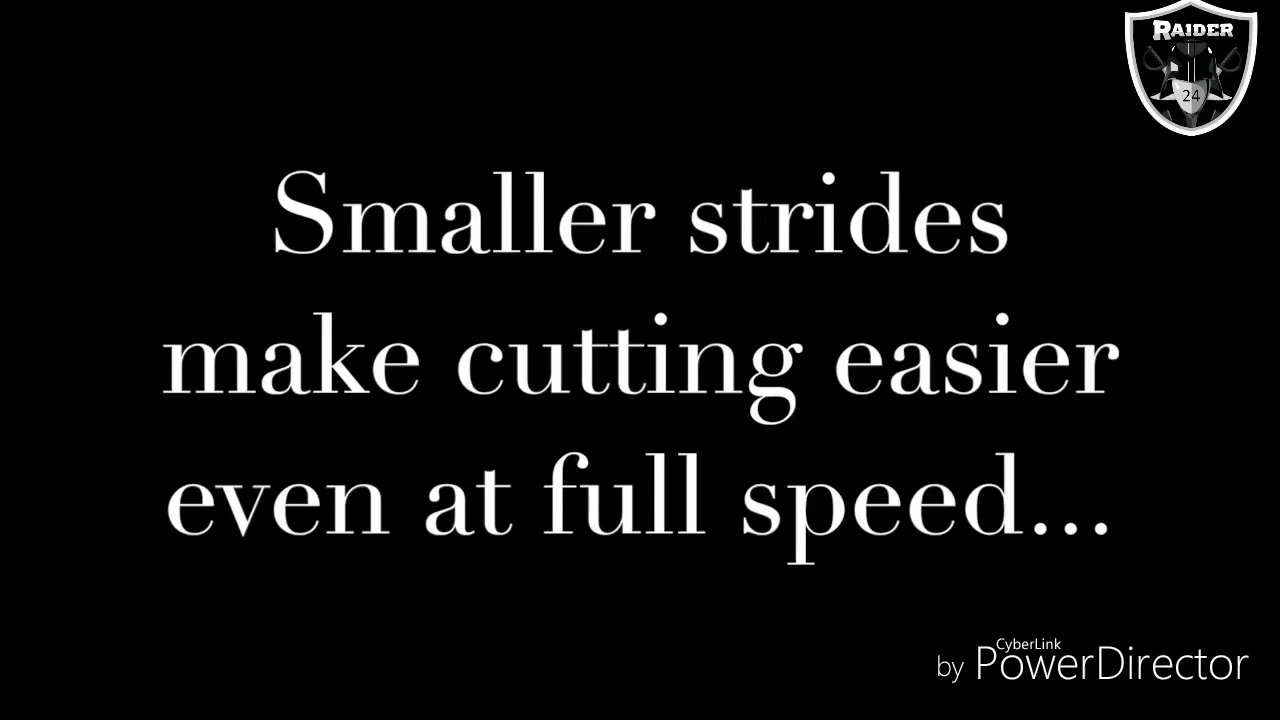 RAIDER
24
Smaller strides
make cutting easier
even at full speed...
CyberLink
by PowerDirector